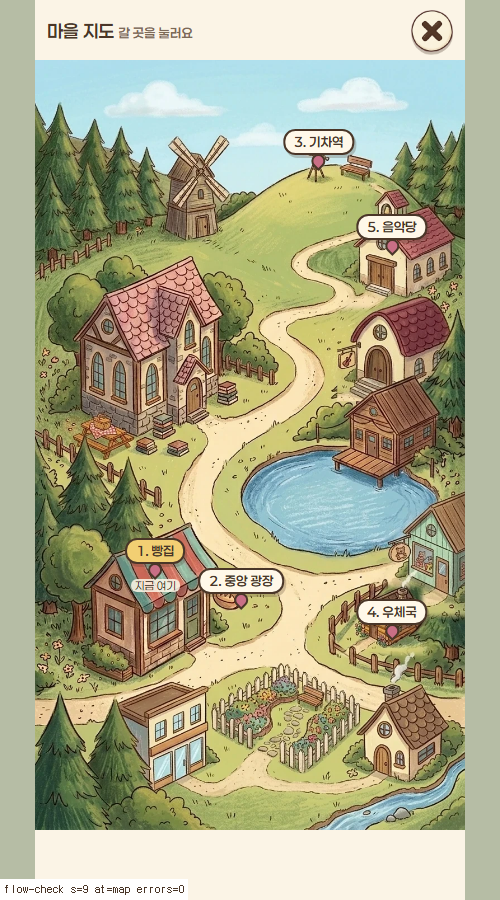 마을 지도 갈 곳을 눌러요
3. 기차역
5. 음악당
1. 빵집
지금 여기
2. 중앙 광장
4. 우체국
flow-check s=9 at=map errors=0